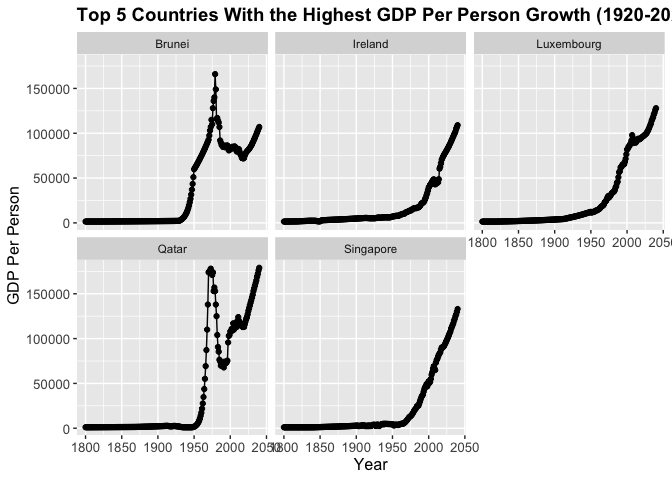 Top 5 Countries With the Highest GDP Per Person Growth (1920-20
Brunei Ireland Luxembourg
150000
100000
50000
0
1800 1850 1900 1950 2000 2050
Qatar Singapore
150000
100000
50000
0
1800 1850 1900 1950 2000 2050 1800 1850 1900 1950 2000 2050
GDP Per Person
Year